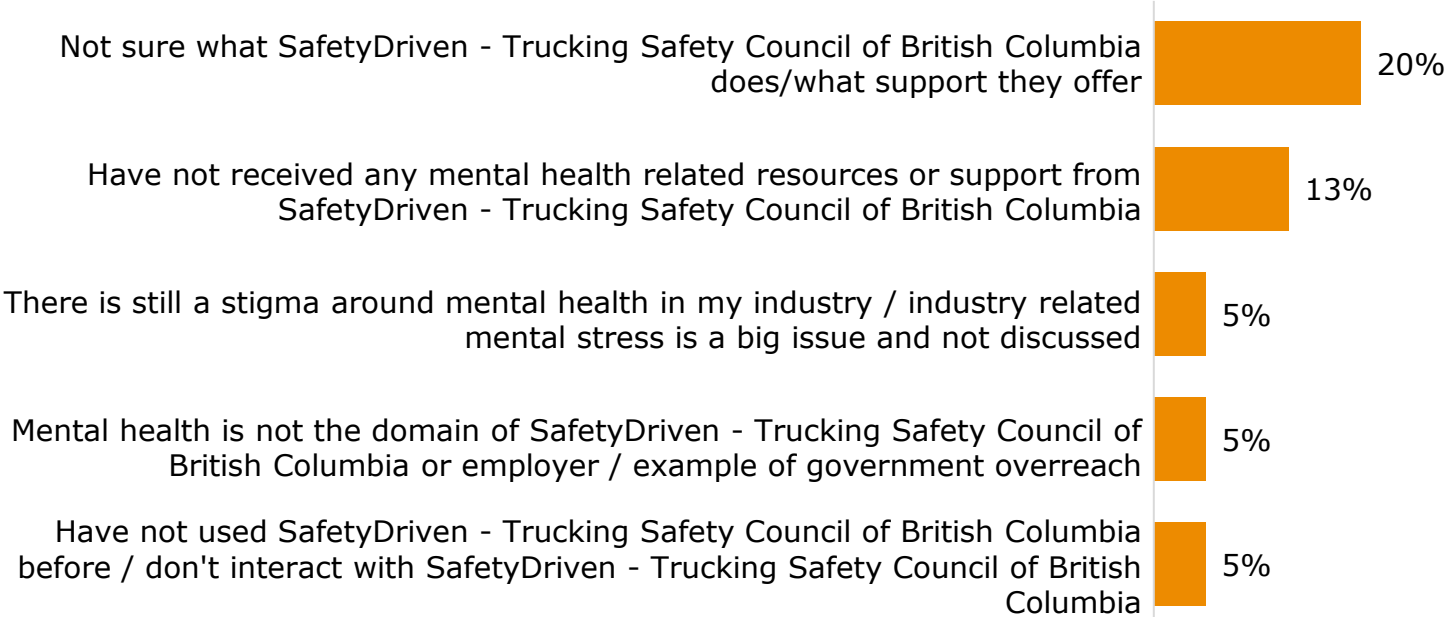 Not sure what SafetyDriven - Trucking Safety Council of British Columbia
does/what support they offer
20%
Have not received any mental health related resources or support from
SafetyDriven - Trucking Safety Council of British Columbia
13%
There is still a stigma around mental health in my industry / industry related
mental stress is a big issue and not discussed
5%
Mental health is not the domain of SafetyDriven - Trucking Safety Council of
British Columbia or employer / example of government overreach
5%
Have not used SafetyDriven - Trucking Safety Council of British Columbia
before / don't interact with SafetyDriven - Trucking Safety Council of British
Columbia
5%